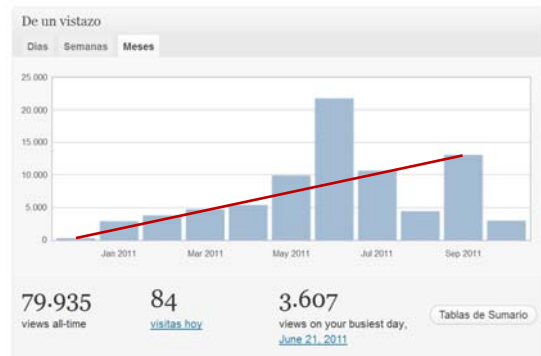 De un vistazo
Días Semanas Meses
25.000
20.000
15.000
10.000
5.000
0
Jan 2011 Mar 2011 May 2011 Jul 2011 Sep 2011
79.935 84 3.607
views all-time visitas hoy views on your busiest day,
June 21, 2011
Tablas de Sumario